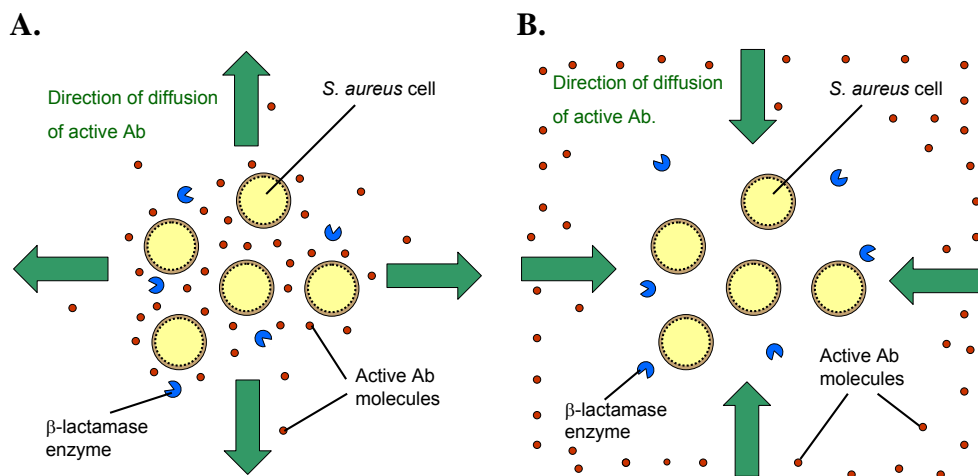 A.
Direction of diffusion
of active Ab
S. aureus cell
Active Ab
molecules
β-lactamase
enzyme
B.
Direction of diffusion
of active Ab.
S. aureus cell
Active Ab
molecules
β-lactamase
enzyme